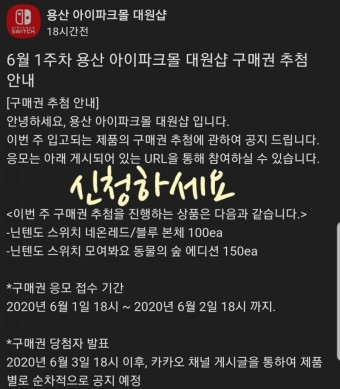 NINTENDO
SWITCH
용산 아이파크몰 대원샵
18시간전
6월 1주차 용산 아이파크몰 대원샵 구매권 추첨
안내
[구매권 추첨 안내]
안녕하세요, 용산 아이파크몰 대원샵 입니다.
이번 주 입고되는 제품의 구매권 추첨에 관하여 공지 드립니다.
응모는 아래 게시되어 있는 URL을 통해 참여하실 수 있습니다.
신청하세요
<이번 주 구매권 추첨을 진행하는 상품은 다음과 같습니다.>
-닌텐도 스위치 네온레드/블루 본체 100ea
-닌텐도 스위치 모여봐요 동물의 숲 에디션 150ea
*구매권 응모 접수 기간
2020년 6월 1일 18시 ~ 2020년 6월 2일 18시 까지.
*구매권 당첨자 발표
2020년 6월 3일 18시 이후, 카카오 채널 게시글을 통하여 제품
별로 순차적으로 공지 예정